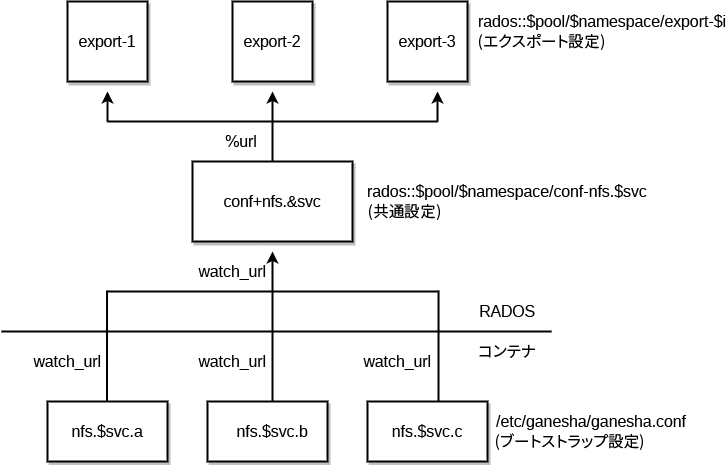 export-1
export-2
export-3
rados::$pool/$namespace/export-$i
(エクスポート設定)
%url
conf+nfs.&svc
rados::$pool/$namespace/conf-nfs.$svc
(共通設定)
watch_url
RADOS
コンテナ
watch_url
watch_url
watch_url
nfs.$svc.a
nfs.$svc.b
nfs.$svc.c
/etc/ganesha/ganesha.conf
(ブートストラップ設定)